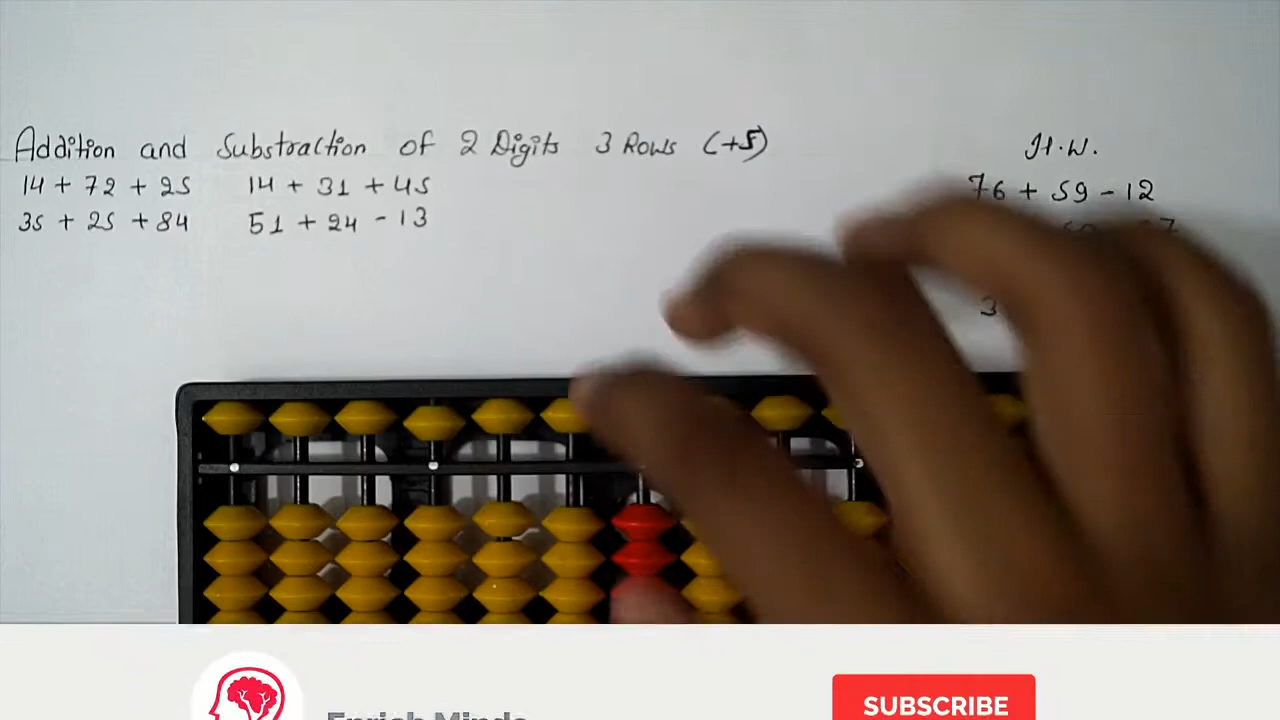 Addition and Substraction of 2 Digits 3 Rows (+5)
14 + 72 + 25
14 + 31 + 45
35 + 25 + 84
51 + 24 - 13
H.W.
76 + 59 - 12
3
SUBSCRIBE